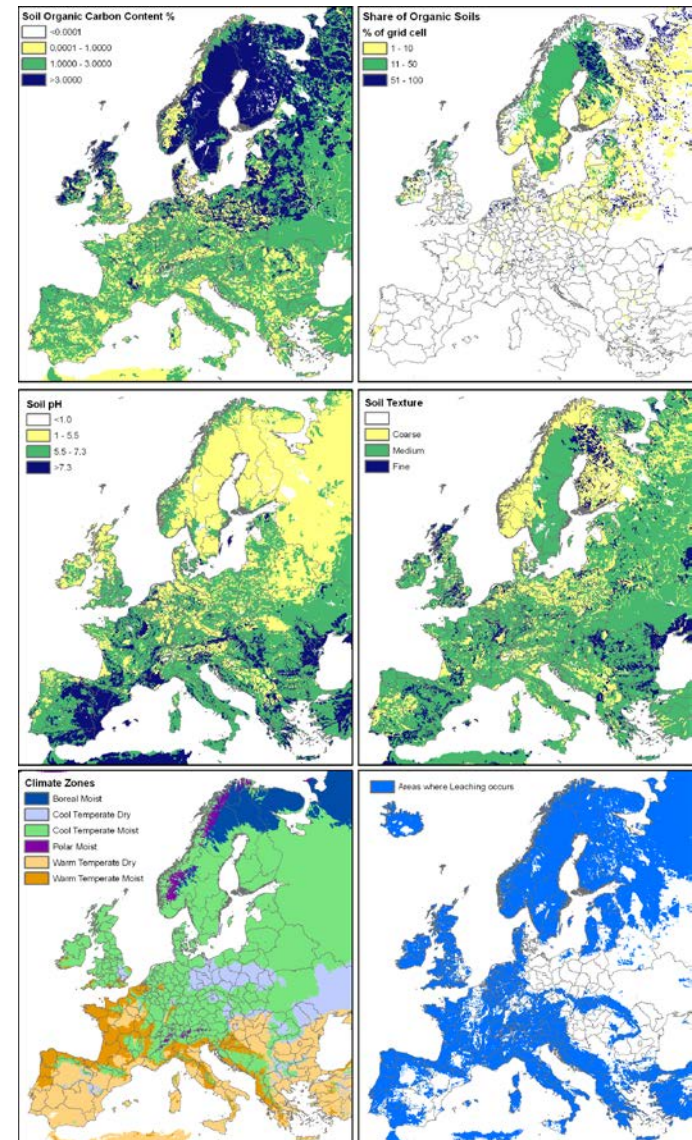 Soil Organic Carbon Content %
<0.0001
0.0001 - 1.0000
1.0000 - 3.0000
>3.0000
Share of Organic Soils
% of grid cell
1 - 10
11 - 50
51 - 100
Soil pH
<1.0
1 - 5.5
5.5 - 7.3
>7.3
Soil Texture
Coarse
Medium
Fine
Climate Zones
Boreal Moist
Cool Temperate Dry
Cool Temperate Moist
Polar Moist
Warm Temperate Dry
Warm Temperate Moist
Areas where Leaching occurs